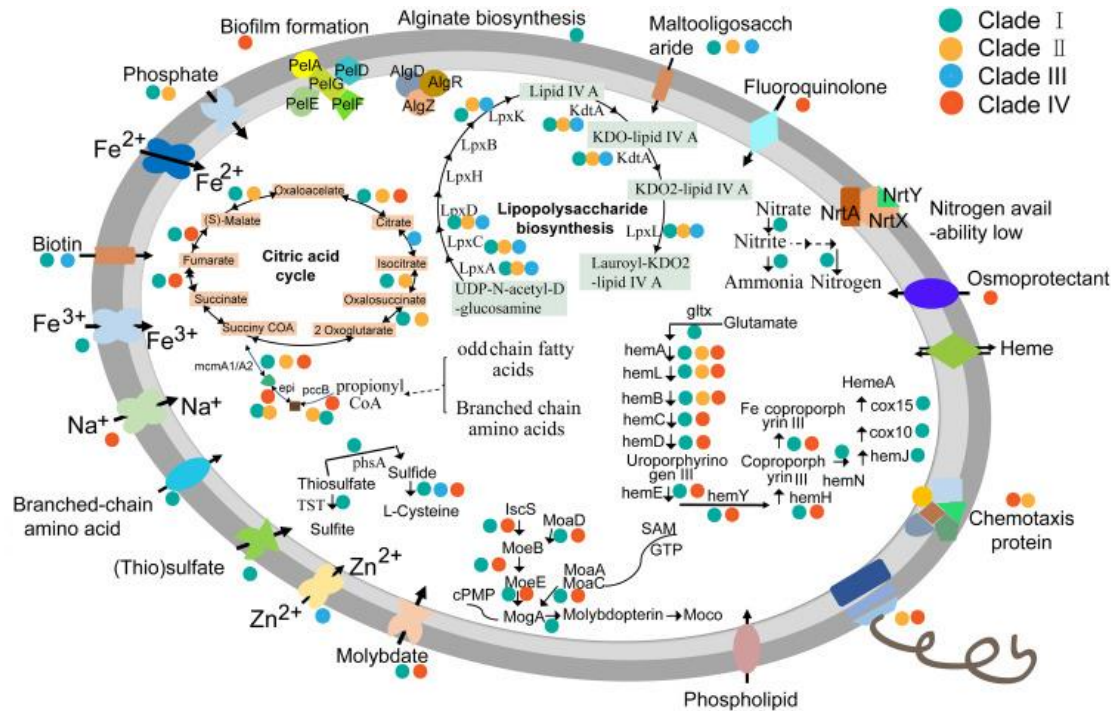 Biofilm formation
Alginate biosynthesis
Maltooligosacch
aride
Clade I
Clade II
Clade III
Clade IV
Phosphate
PelA
PelD
PelG
PelE
PelF
AlgD
AlgR
AlgZ
Fluoroquinolone
Fe2+
Fe2+
Lipid IV A
KdtA
KDO-lipid IV A
KdtA
KDO2-lipid IV A
LpxL
Lauroyl-KDO2
-lipid IV A
LpxK
LpxB
LpxH
LpxD
LpxC
LpxA
UDP-N-acetyl-D
-glucosamine
Lipopolysaccharide
biosynthesis
NrtA
NrtY
NrtX
Nitrogen avail
-ability low
Nitrate
Nitrite
Ammonia
Nitrogen
Oxaloacelate
Citrate
Isocitrate
Oxalosuccinate
2 Oxoglutarate
Succiny COA
Succinate
Fumarate
(S)-Malate
Citric acid
cycle
Biotin
Fe3+
Fe3+
Osmoprotectant
Heme
mcmA1/A2
epi
pccB
propionyl
CoA
odd chain fatty
acids
Branched chain
amino acids
gltx
Glutamate
hemA
hemL
hemB
hemC
hemD
Uroporphyrino
gen III
hemE
hemY
Fe coproporph
yrin III
Coproporph
yrin III
hemH
hemN
HemeA
cox15
cox10
hemJ
Na+
Na+
Branched-chain
amino acid
(Thio)sulfate
phsA
Thiosulfate
TST
Sulfite
Sulfide
L-Cysteine
Zn2+
Zn2+
Molybdate
IscS
MoaD
MoeB
MoeE
MoaA
MoaC
SAM
GTP
cPMP
MogA
Molybdopterin
Moco
Chemotaxis
protein
Phospholipid